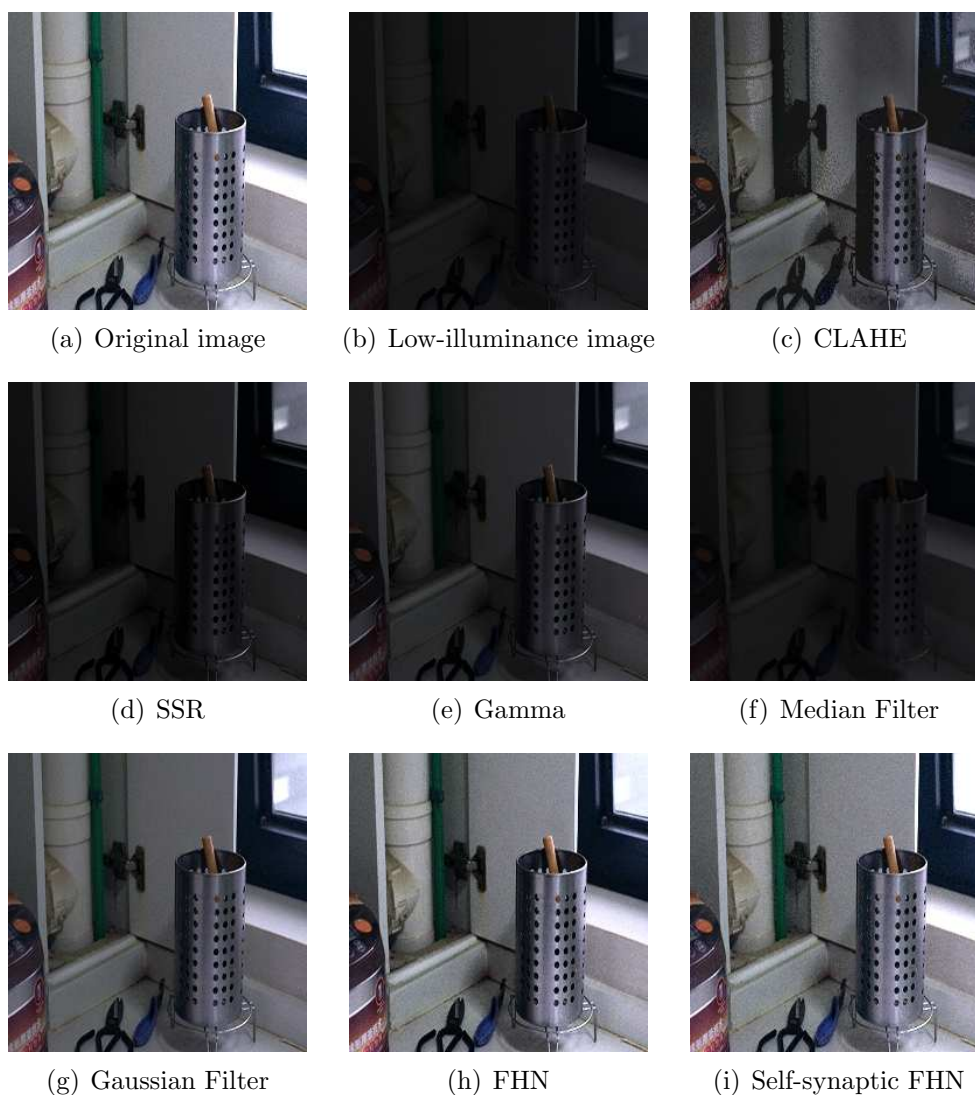 (a) Original image
(b) Low-illuminance image
(c) CLAHE
(d) SSR
(e) Gamma
(f) Median Filter
(g) Gaussian Filter
(h) FHN
(i) Self-synaptic FHN